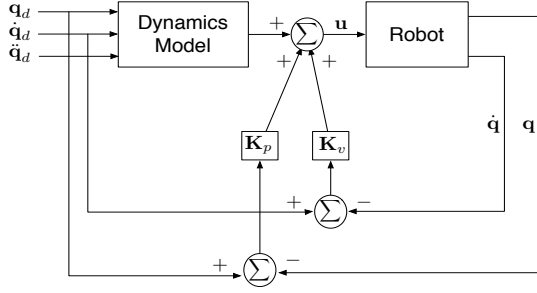 𝐪_d
𝐪̇_d
𝐪̈_d
Dynamics
Model
+
∑
𝐮
Robot
+
+
𝐪̇
𝐪
𝐊_p
𝐊_v
+
∑
−
+
∑
−